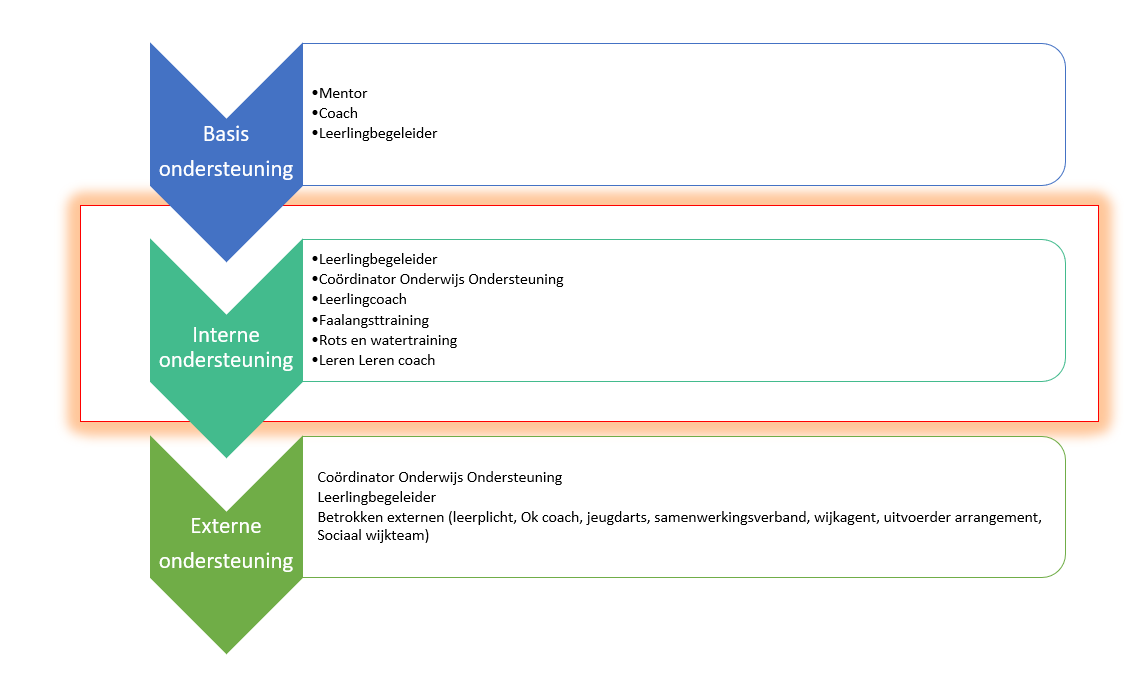 Basis
ondersteuning
•Mentor
•Coach
•Leerlingbegeleider
Interne
ondersteuning
•Leerlingbegeleider
•Coördinator Onderwijs Ondersteuning
•Leerlingcoach
•Faalangsttraining
•Rots en watertraining
•Leren Leren coach
Externe
ondersteuning
Coördinator Onderwijs Ondersteuning
Leerlingbegeleider
Betrokken externen (leerplicht, Ok coach, jeugdarts, samenwerkingsverband, wijkagent, uitvoerder arrangement,
Sociaal wijkteam)